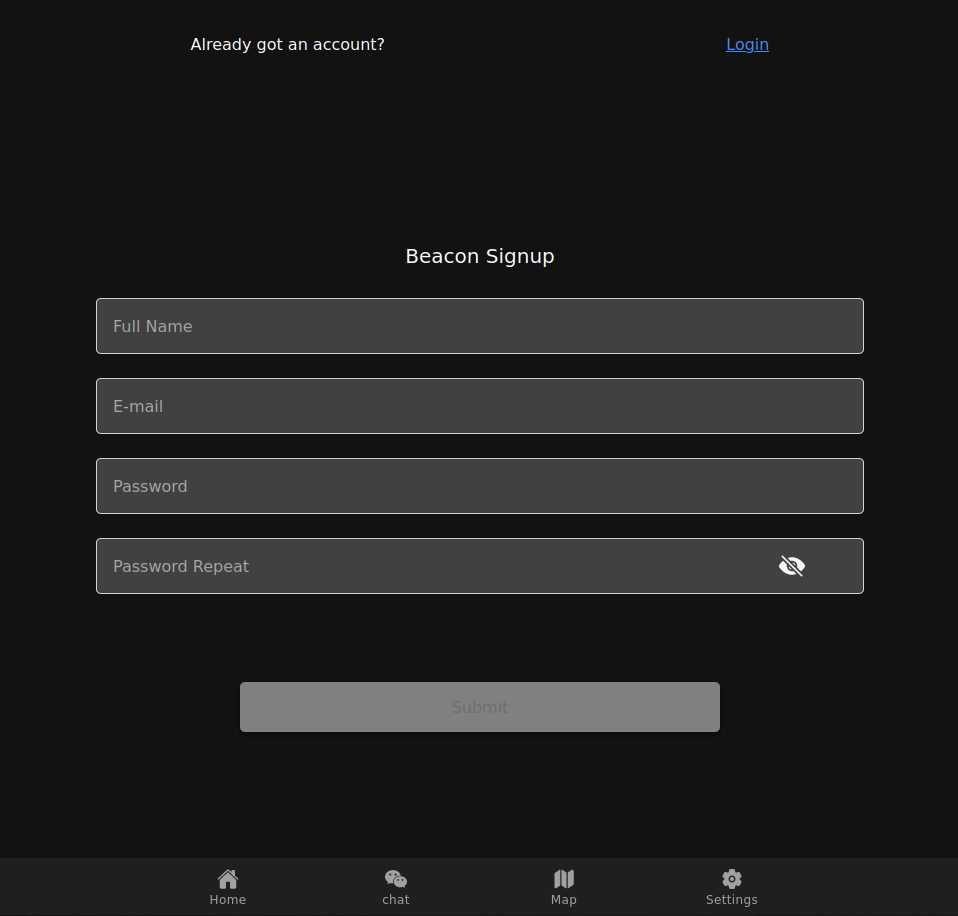 Already got an account? Login
Beacon Signup
Full Name
E-mail
Password
Password Repeat
Submit
Home chat Map Settings